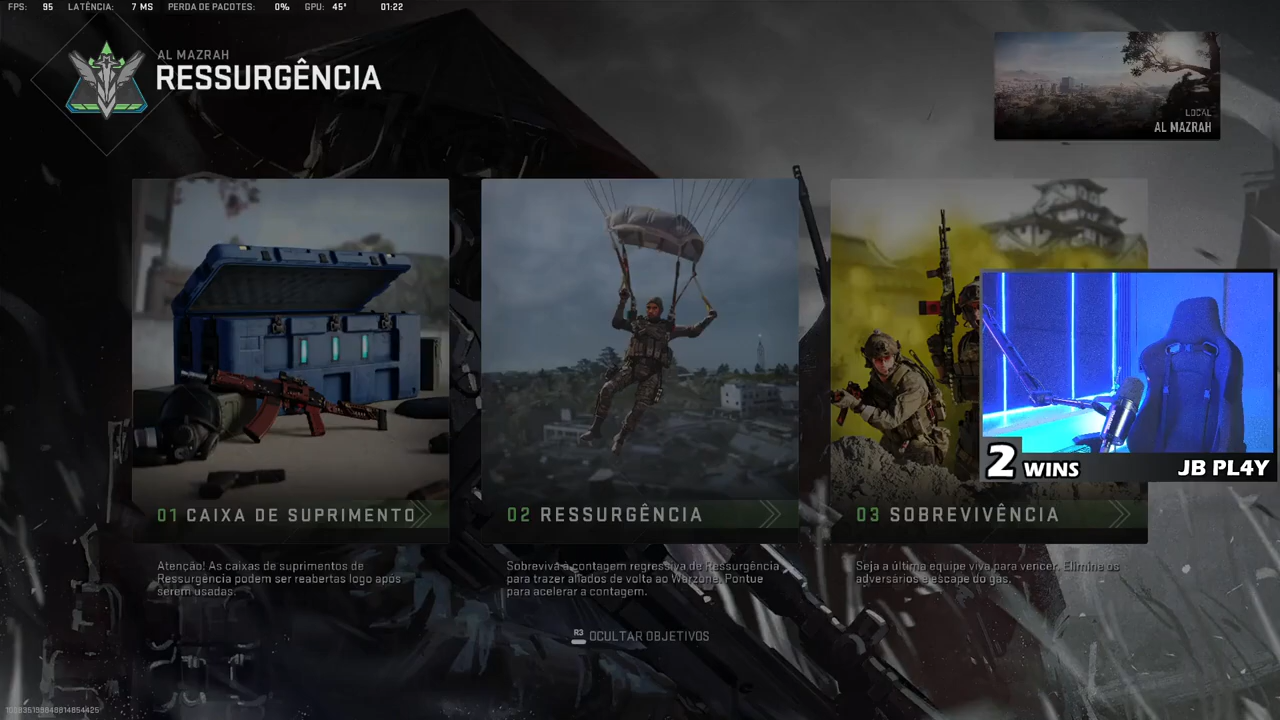 FPS: 95 LATÊNCIA: 7 MS PERDA DE PACOTES: 0% GPU: 45° 01:22
AL MAZRAH
RESSURGÊNCIA
LOCAL
AL MAZRAH
01 CAIXA DE SUPRIMENTO
Atenção! As caixas de suprimentos de
Ressurgência podem ser reabertas logo após
serem usadas.
02 RESSURGÊNCIA
Sobreviva a contagem regressiva de Ressurgência
para trazer aliados de volta ao Warzone. Pontue
para acelerar a contagem.
03 SOBREVIVÊNCIA
Seja a última equipe viva para vencer. Elimine os
adversários e escape do gás.
2 WINS JB PL4Y
R3 OCULTAR OBJETIVOS